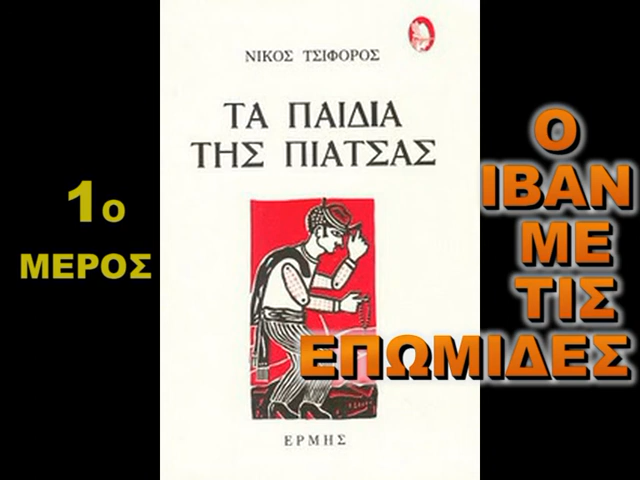 ΝΙΚΟΣ ΤΣΙΦΟΡΟΣ
ΤΑ ΠΑΙΔΙΑ
ΤΗΣ ΠΙΑΤΣΑΣ
1ο
ΜΕΡΟΣ
Ο
ΙΒΑΝ
ΜΕ
ΤΙΣ
ΕΠΩΜΙΔΕΣ
ΕΡΜΗΣ